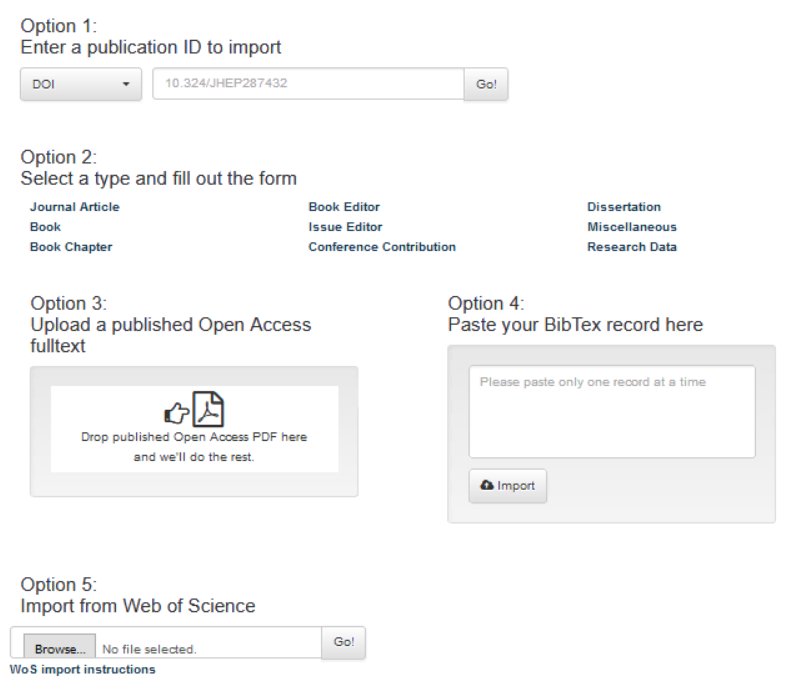 Option 1:
Enter a publication ID to import
DOI 10.324/JHEP287432 Go!
Option 2:
Select a type and fill out the form
Journal Article Book Editor Dissertation
Book Issue Editor Miscellaneous
Book Chapter Conference Contribution Research Data
Option 3:
Upload a published Open Access
fulltext
Drop published Open Access PDF here
and we'll do the rest.
Option 4:
Paste your BibTex record here
Please paste only one record at a time
Import
Option 5:
Import from Web of Science
Browse... No file selected. Go!
WoS import instructions